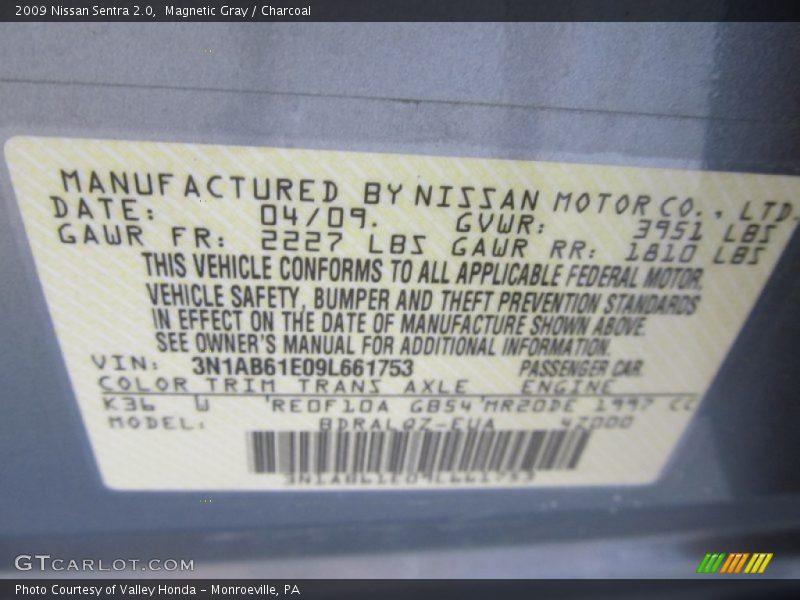 2009 Nissan Sentra 2.0,  Magnetic Gray / Charcoal
MANUFACTURED BY NISSAN MOTOR CO., LTD.
DATE: 04/09. GVWR: 3951 LBS
GAWR FR: 2227 LBS GAWR RR: 1810 LBS
THIS VEHICLE CONFORMS TO ALL APPLICABLE FEDERAL MOTOR
VEHICLE SAFETY, BUMPER AND THEFT PREVENTION STANDARDS
IN EFFECT ON THE DATE OF MANUFACTURE SHOWN ABOVE.
SEE OWNER'S MANUAL FOR ADDITIONAL INFORMATION.
VIN: 3N1AB61E09L661753 PASSENGER CAR
COLOR TRIM TRANS AXLE ENGINE
K36 W RE0F10A GB54 MR20DE 1997 CC
MODEL: BDRALQZ-EUA 4Z000
3N1AB61E09L661753
GTCARLOT.COM
Photo Courtesy of Valley Honda – Monroeville, PA